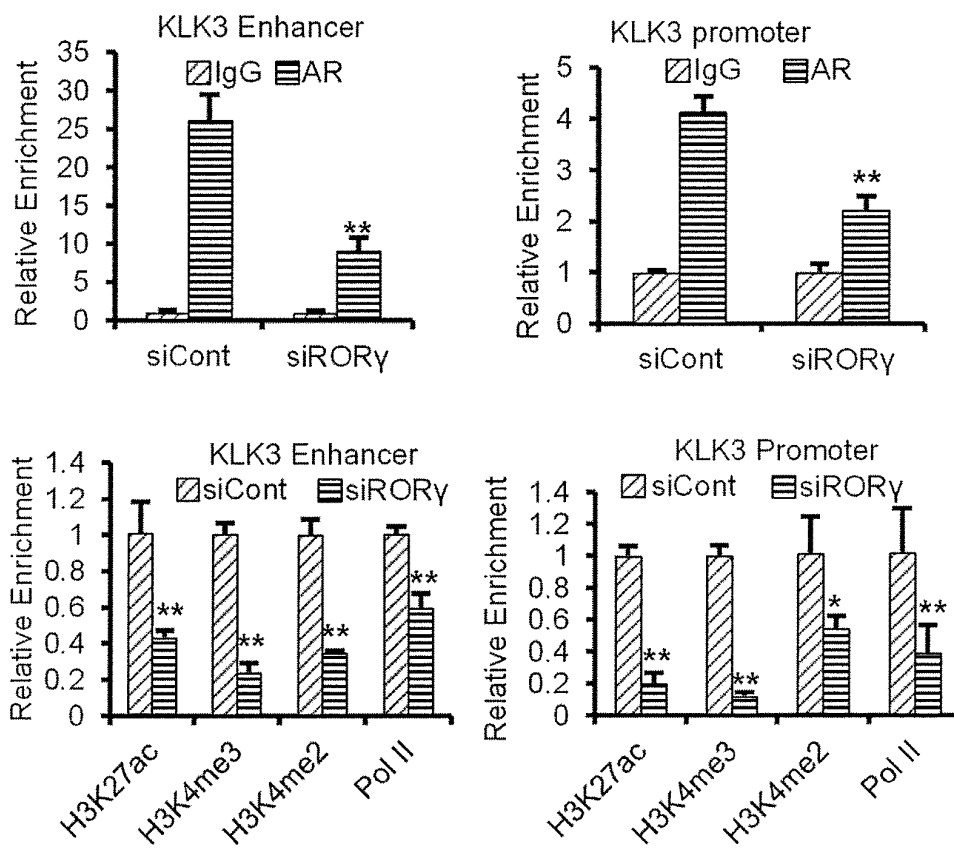 KLK3 Enhancer
IgG AR
Relative Enrichment
35
30
25
20
15
10
5
0
**
siCont siRORγ
KLK3 promoter
IgG AR
Relative Enrichment
5
4
3
2
1
0
**
siCont siRORγ
KLK3 Enhancer
siCont siRORγ
Relative Enrichment
1.4
1.2
1
0.8
0.6
0.4
0.2
0
** ** ** **
H3K27ac H3K4me3 H3K4me2 Pol II
KLK3 Promoter
siCont siRORγ
Relative Enrichment
1.4
1.2
1
0.8
0.6
0.4
0.2
0
** ** * **
H3K27ac H3K4me3 H3K4me2 Pol II